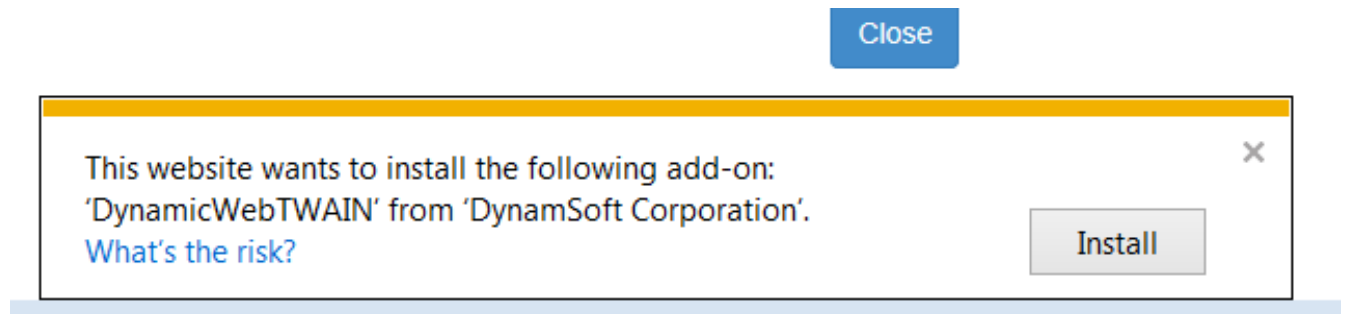 Close
This website wants to install the following add-on:
‘DynamicWebTWAIN’ from ‘DynamSoft Corporation’.
What’s the risk?
Install